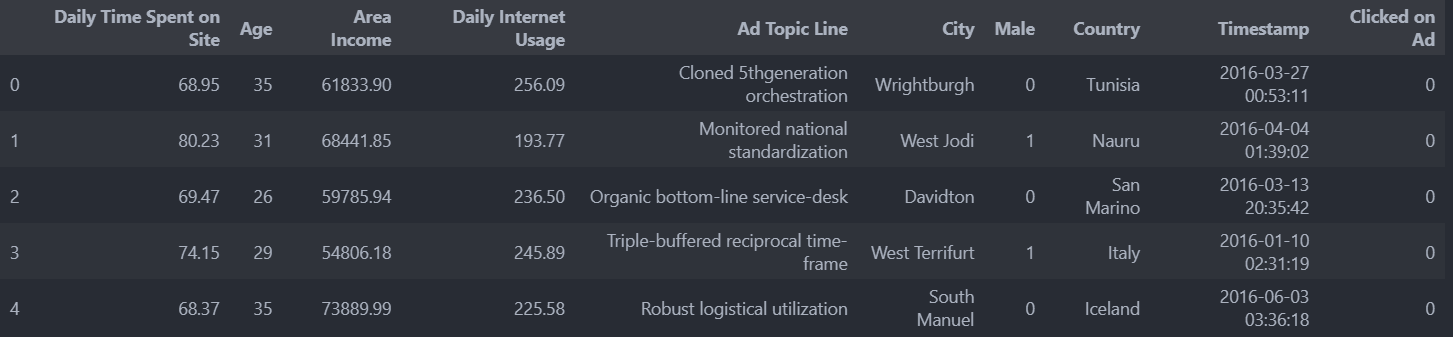 Daily Time Spent on Site Age Area Income Daily Internet Usage Ad Topic Line City Male Country Timestamp Clicked on Ad
0 68.95 35 61833.90 256.09 Cloned 5thgeneration orchestration Wrightburgh 0 Tunisia 2016-03-27 00:53:11 0
1 80.23 31 68441.85 193.77 Monitored national standardization West Jodi 1 Nauru 2016-04-04 01:39:02 0
2 69.47 26 59785.94 236.50 Organic bottom-line service-desk Davidton 0 San Marino 2016-03-13 20:35:42 0
3 74.15 29 54806.18 245.89 Triple-buffered reciprocal time-frame West Terrifurt 1 Italy 2016-01-10 02:31:19 0
4 68.37 35 73889.99 225.58 Robust logistical utilization South Manuel 0 Iceland 2016-06-03 03:36:18 0